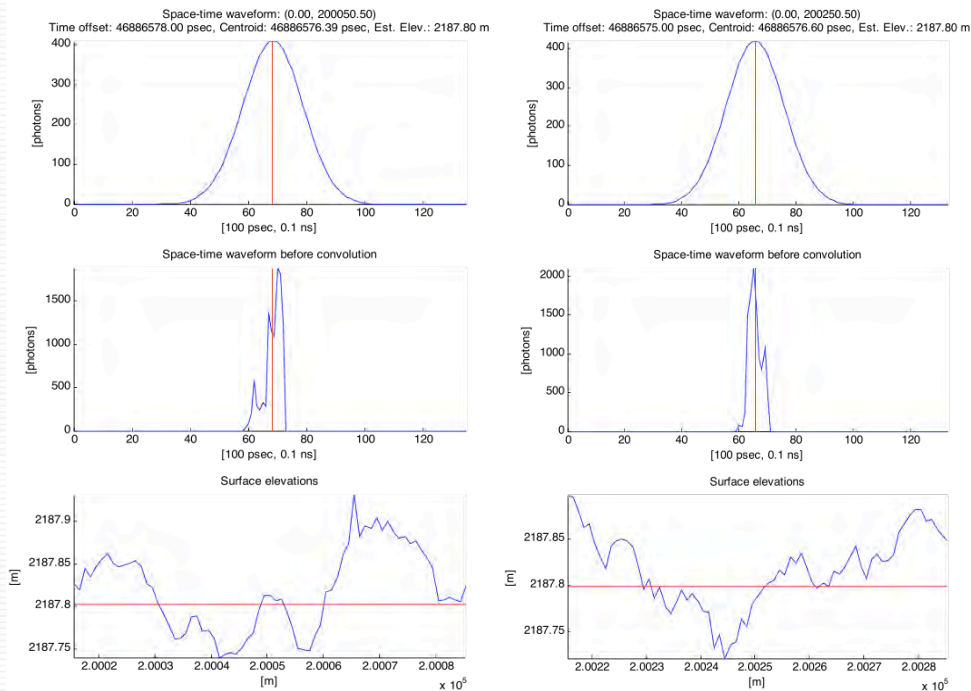 Space-time waveform: (0.00, 200050.50)
Time offset: 46886578.00 psec, Centroid: 46886576.39 psec, Est. Elev.: 2187.80 m
400
300
200
100
0
[photons]
0 20 40 60 80 100 120
[100 psec, 0.1 ns]
Space-time waveform before convolution
1500
1000
500
0
[photons]
0 20 40 60 80 100 120
[100 psec, 0.1 ns]
Surface elevations
2187.9
2187.85
2187.8
2187.75
[m]
2.0002 2.0003 2.0004 2.0005 2.0006 2.0007 2.0008
[m]
x 10⁵
Space-time waveform: (0.00, 200250.50)
Time offset: 46886575.00 psec, Centroid: 46886576.60 psec, Est. Elev.: 2187.80 m
400
300
200
100
0
[photons]
0 20 40 60 80 100 120
[100 psec, 0.1 ns]
Space-time waveform before convolution
2000
1500
1000
500
0
[photons]
0 20 40 60 80 100 120
[100 psec, 0.1 ns]
Surface elevations
2187.85
2187.8
2187.75
[m]
2.0022 2.0023 2.0024 2.0025 2.0026 2.0027 2.0028
[m]
x 10⁵